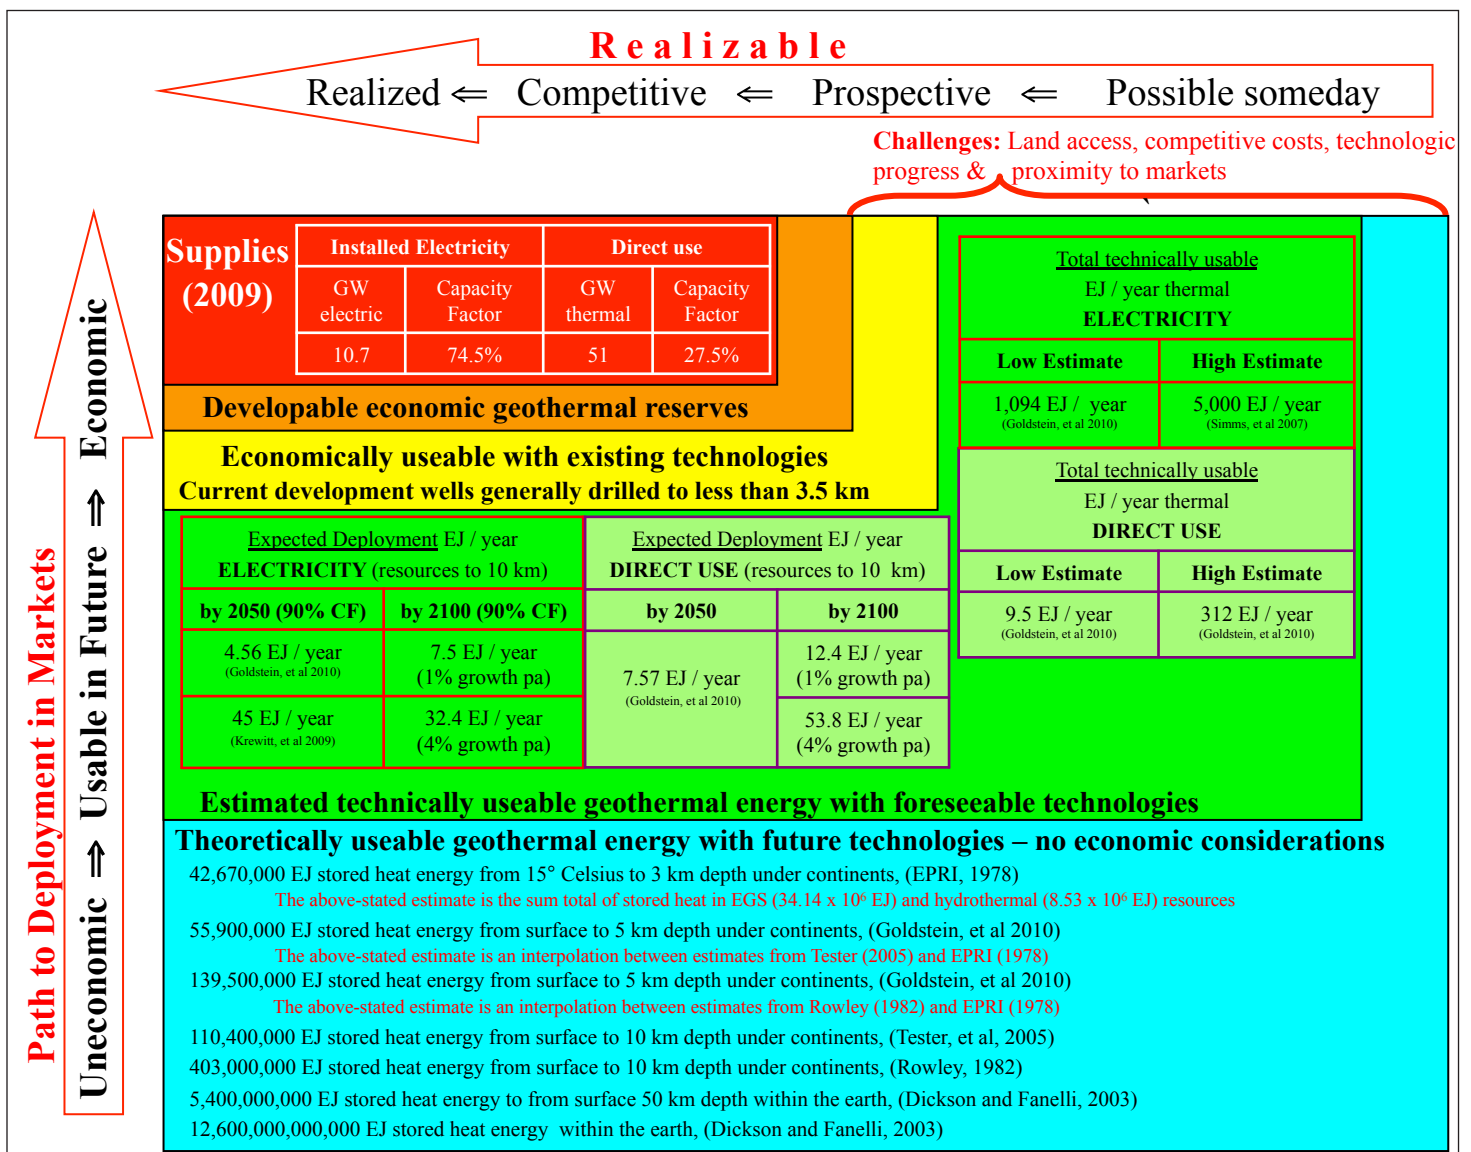 Realizable
Realized ⇐ Competitive ⇐ Prospective ⇐ Possible someday
Challenges: Land access, competitive costs, technologic
progress & proximity to markets
Path to Deployment in Markets
Uneconomic ⇒ Usable in Future ⇒ Economic
Supplies
(2009)
Installed Electricity
Direct use
GW
electric
Capacity
Factor
GW
thermal
Capacity
Factor
10.7
74.5%
51
27.5%
Developable economic geothermal reserves
Economically useable with existing technologies
Current development wells generally drilled to less than 3.5 km
Total technically usable
EJ / year thermal
ELECTRICITY
Low Estimate
High Estimate
1,094 EJ / year
(Goldstein, et al 2010)
5,000 EJ / year
(Simms, et al 2007)
Total technically usable
EJ / year thermal
DIRECT USE
Low Estimate
High Estimate
9.5 EJ / year
(Goldstein, et al 2010)
312 EJ / year
(Goldstein, et al 2010)
Expected Deployment EJ / year
ELECTRICITY (resources to 10 km)
by 2050 (90% CF)
by 2100 (90% CF)
4.56 EJ / year
(Goldstein, et al 2010)
7.5 EJ / year
(1% growth pa)
45 EJ / year
(Krewitt, et al 2009)
32.4 EJ / year
(4% growth pa)
Expected Deployment EJ / year
DIRECT USE (resources to 10 km)
by 2050
by 2100
7.57 EJ / year
(Goldstein, et al 2010)
12.4 EJ / year
(1% growth pa)
53.8 EJ / year
(4% growth pa)
Estimated technically useable geothermal energy with foreseeable technologies
Theoretically useable geothermal energy with future technologies – no economic considerations
42,670,000 EJ stored heat energy from 15° Celsius to 3 km depth under continents, (EPRI, 1978)
The above-stated estimate is the sum total of stored heat in EGS (34.14 x 10⁶ EJ) and hydrothermal (8.53 x 10⁶ EJ) resources
55,900,000 EJ stored heat energy from surface to 5 km depth under continents, (Goldstein, et al 2010)
The above-stated estimate is an interpolation between estimates from Tester (2005) and EPRI (1978)
139,500,000 EJ stored heat energy from surface to 5 km depth under continents, (Goldstein, et al 2010)
The above-stated estimate is an interpolation between estimates from Rowley (1982) and EPRI (1978)
110,400,000 EJ stored heat energy from surface to 10 km depth under continents, (Tester, et al, 2005)
403,000,000 EJ stored heat energy from surface to 10 km depth under continents, (Rowley, 1982)
5,400,000,000 EJ stored heat energy to from surface 50 km depth within the earth, (Dickson and Fanelli, 2003)
12,600,000,000,000 EJ stored heat energy within the earth, (Dickson and Fanelli, 2003)